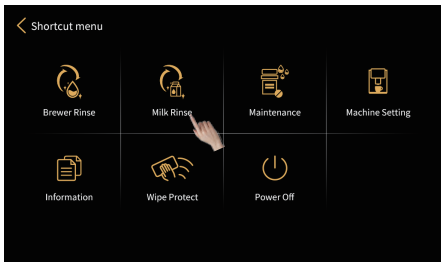 Shortcut menu
Brewer Rinse
Milk Rinse
Maintenance
Machine Setting
Information
Wipe Protect
Power Off